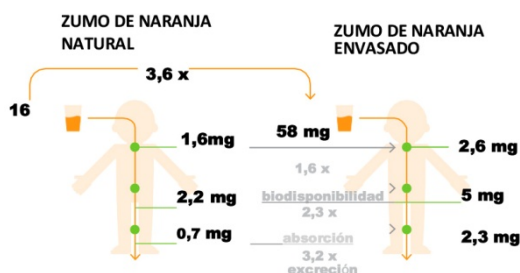 ZUMO DE NARANJA
NATURAL
ZUMO DE NARANJA
ENVASADO
3,6 x
16
1,6mg
58 mg
2,6 mg
1,6 x
2,2 mg
biodisponibilidad
5 mg
2,3 x
0,7 mg
absorción
2,3 mg
3,2 x
excreción